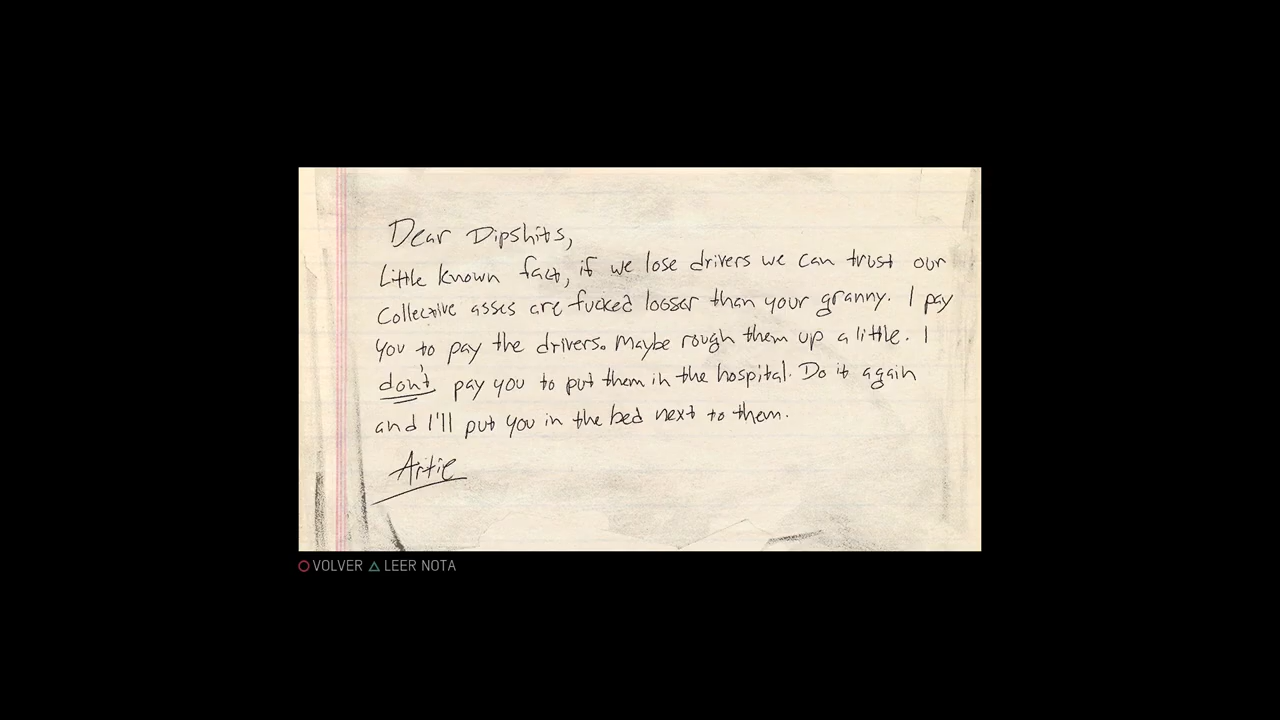 Dear Dipshits,
Little known fact, if we lose drivers we can trust our
collective asses are fucked looser than your granny. I pay
you to pay the drivers. Maybe rough them up a little. I
don't pay you to put them in the hospital. Do it again
and I'll put you in the bed next to them.
Artie
VOLVER LEER NOTA